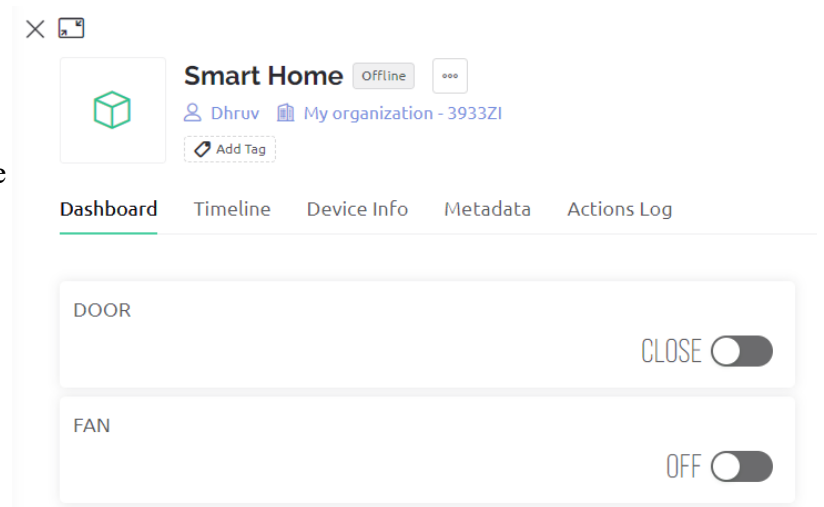 Smart Home Offline
Dhruv My organization - 3933ZI
Add Tag
e
Dashboard Timeline Device Info Metadata Actions Log
DOOR
CLOSE
FAN
OFF